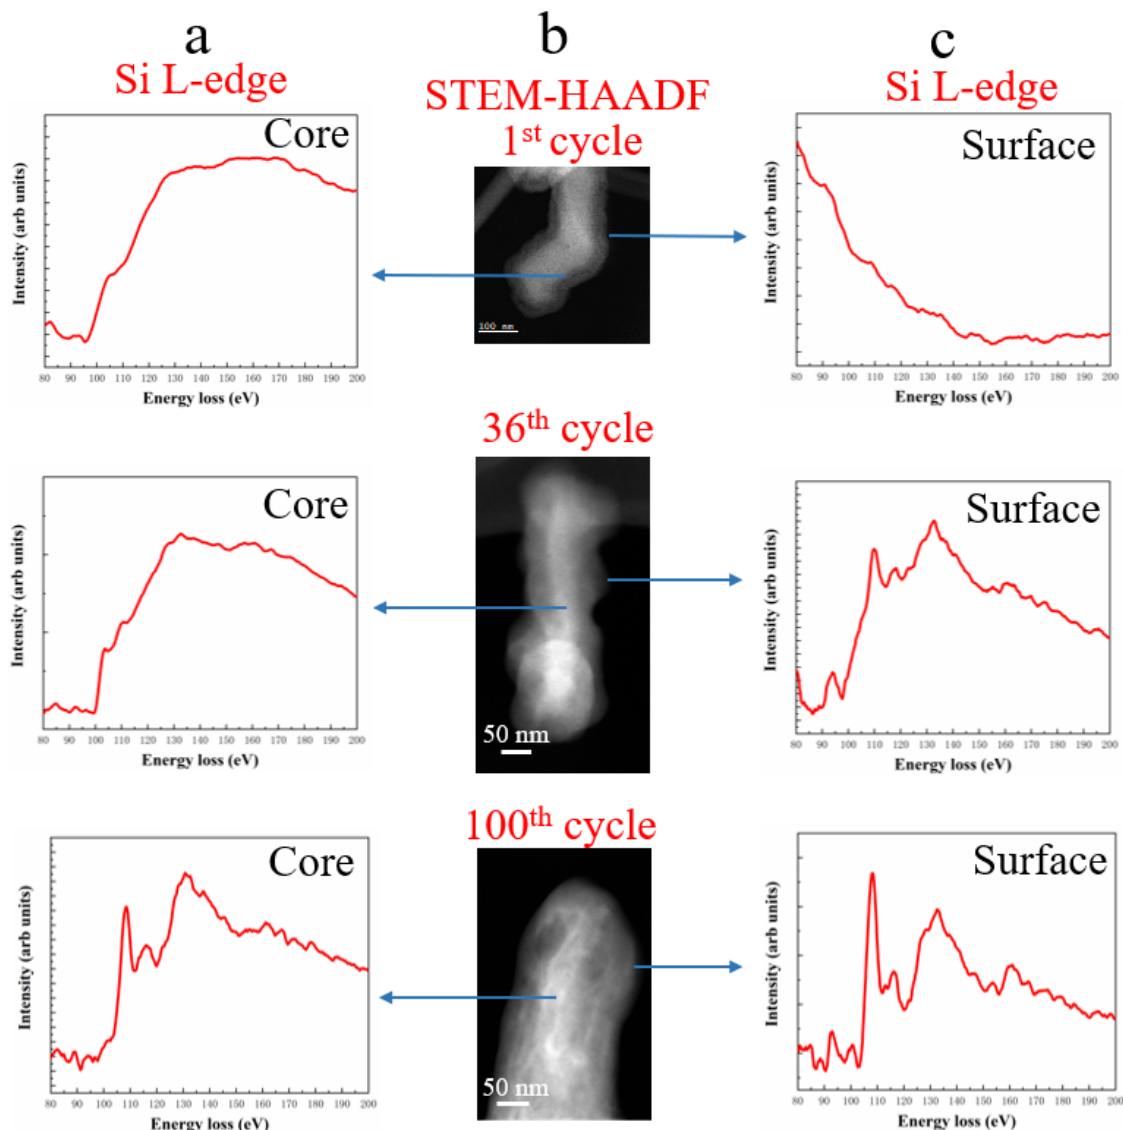 a
b
c
Si L-edge
STEM-HAADF
Si L-edge
1st cycle
Core
Surface
Intensity (arb units)
Intensity (arb units)
100 nm
80 90 100 110 120 130 140 150 160 170 180 190 200
Energy loss (eV)
80 90 100 110 120 130 140 150 160 170 180 190 200
Energy loss (eV)
36th cycle
Core
Surface
Intensity (arb units)
Intensity (arb units)
50 nm
80 90 100 110 120 130 140 150 160 170 180 190 200
Energy loss (eV)
80 90 100 110 120 130 140 150 160 170 180 190 200
Energy loss (eV)
100th cycle
Core
Surface
Intensity (arb units)
Intensity (arb units)
50 nm
80 90 100 110 120 130 140 150 160 170 180 190 200
Energy loss (eV)
80 90 100 110 120 130 140 150 160 170 180 190 200
Energy loss (eV)